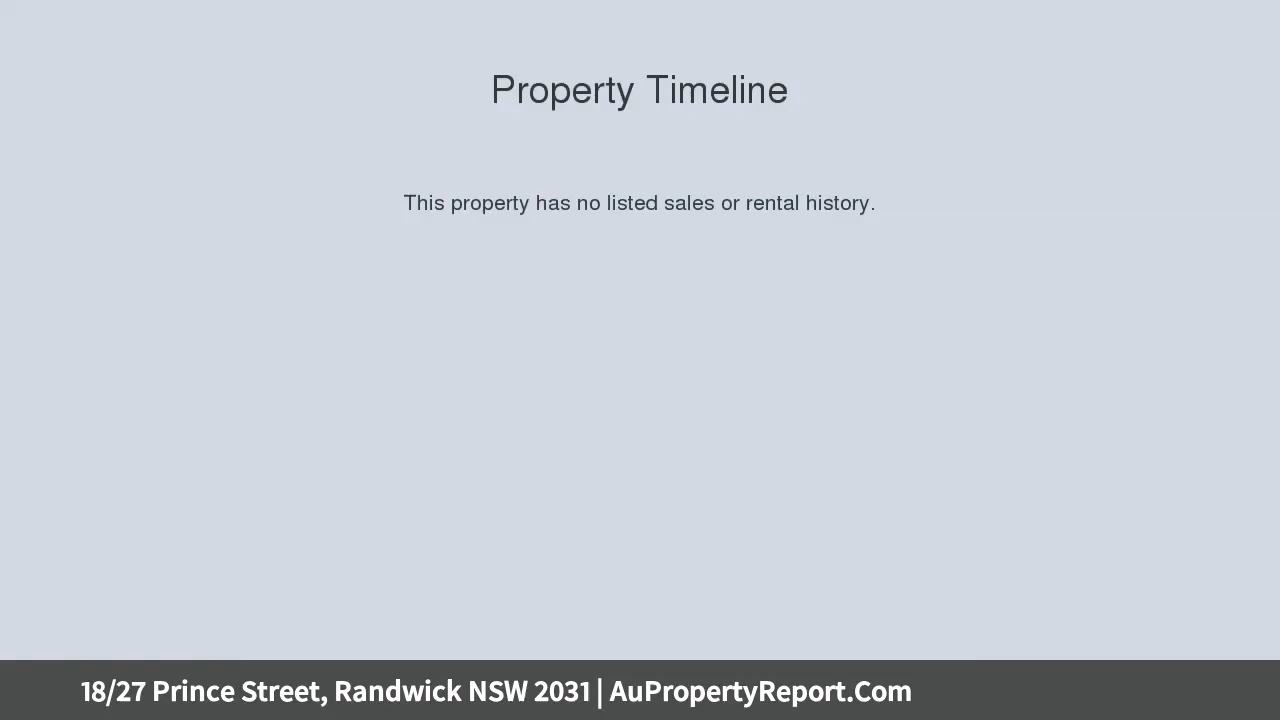 Property Timeline
This property has no listed sales or rental history.
18/27 Prince Street, Randwick NSW 2031 | AuPropertyReport.Com